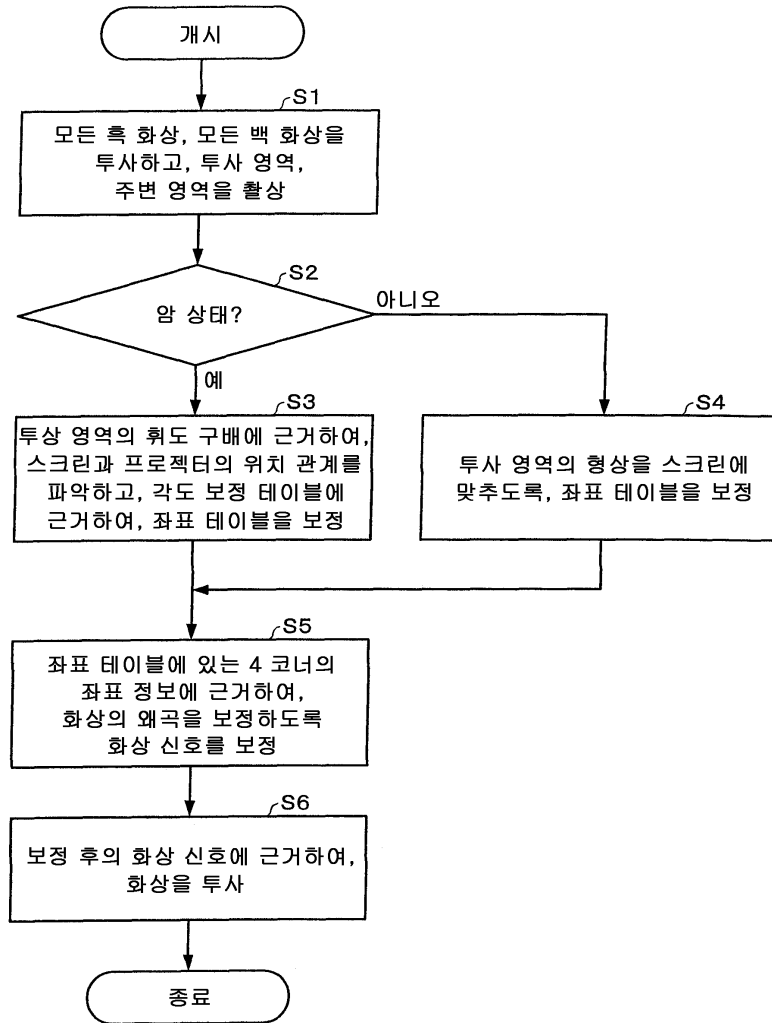 개시
S1
모든 흑 화상, 모든 백 화상을
투사하고, 투사 영역,
주변 영역을 촬상
S2
암 상태?
아니오
예
S3
투상 영역의 휘도 구배에 근거하여,
스크린과 프로젝터의 위치 관계를
파악하고, 각도 보정 테이블에
근거하여, 좌표 테이블을 보정
S4
투사 영역의 형상을 스크린에
맞추도록, 좌표 테이블을 보정
S5
좌표 테이블에 있는 4 코너의
좌표 정보에 근거하여,
화상의 왜곡을 보정하도록
화상 신호를 보정
S6
보정 후의 화상 신호에 근거하여,
화상을 투사
종료